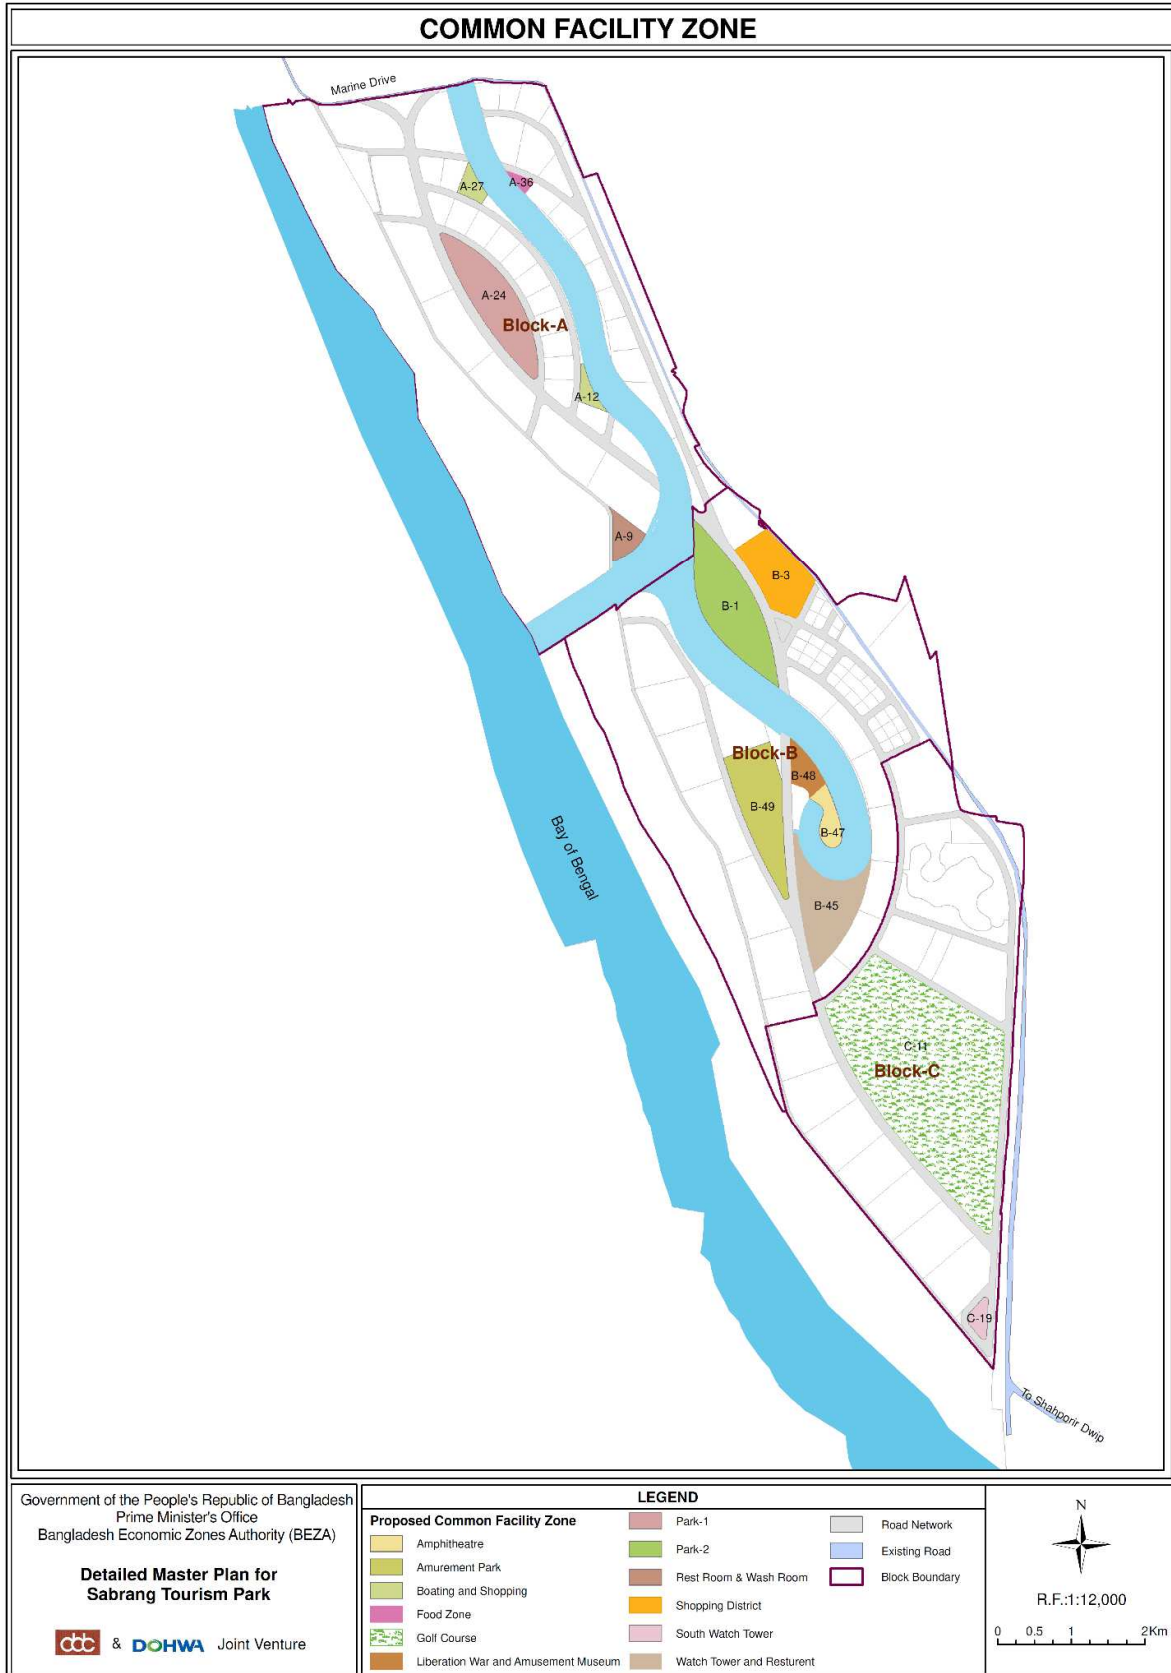 COMMON FACILITY ZONE
Marine Drive
A-27
A-36
A-24
Block-A
A-12
A-9
B-3
B-1
Block-B
B-48
B-49
B-47
Bay of Bengal
B-45
C-11
Block-C
C-19
To Shahporir Dwip
Government of the People's Republic of Bangladesh
Prime Minister's Office
Bangladesh Economic Zones Authority (BEZA)
Detailed Master Plan for
Sabrang Tourism Park
& DOHWA Joint Venture
LEGEND
Proposed Common Facility Zone
Amphitheatre
Amurement Park
Boating and Shopping
Food Zone
Golf Course
Liberation War and Amusement Museum
Park-1
Park-2
Rest Room & Wash Room
Shopping District
South Watch Tower
Watch Tower and Resturent
Road Network
Existing Road
Block Boundary
N
R.F.:1:12,000
0 0.5 1 2Km